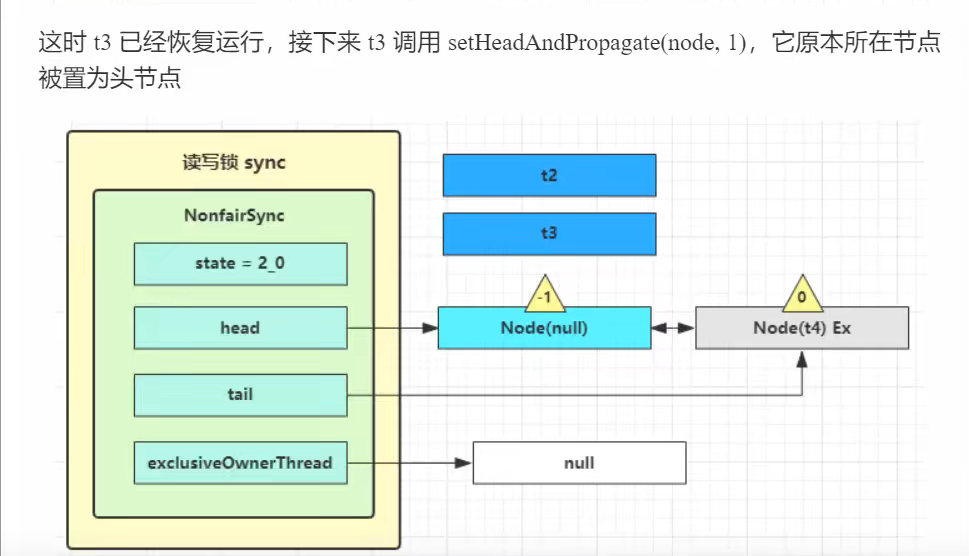 这时 t3 已经恢复运行，接下来 t3 调用 setHeadAndPropagate(node, 1)，它原本所在节点
被置为头节点
读写锁 sync
NonfairSync
state = 2_0
head
tail
exclusiveOwnerThread
t2
t3
-1
Node(null)
0
Node(t4) Ex
null